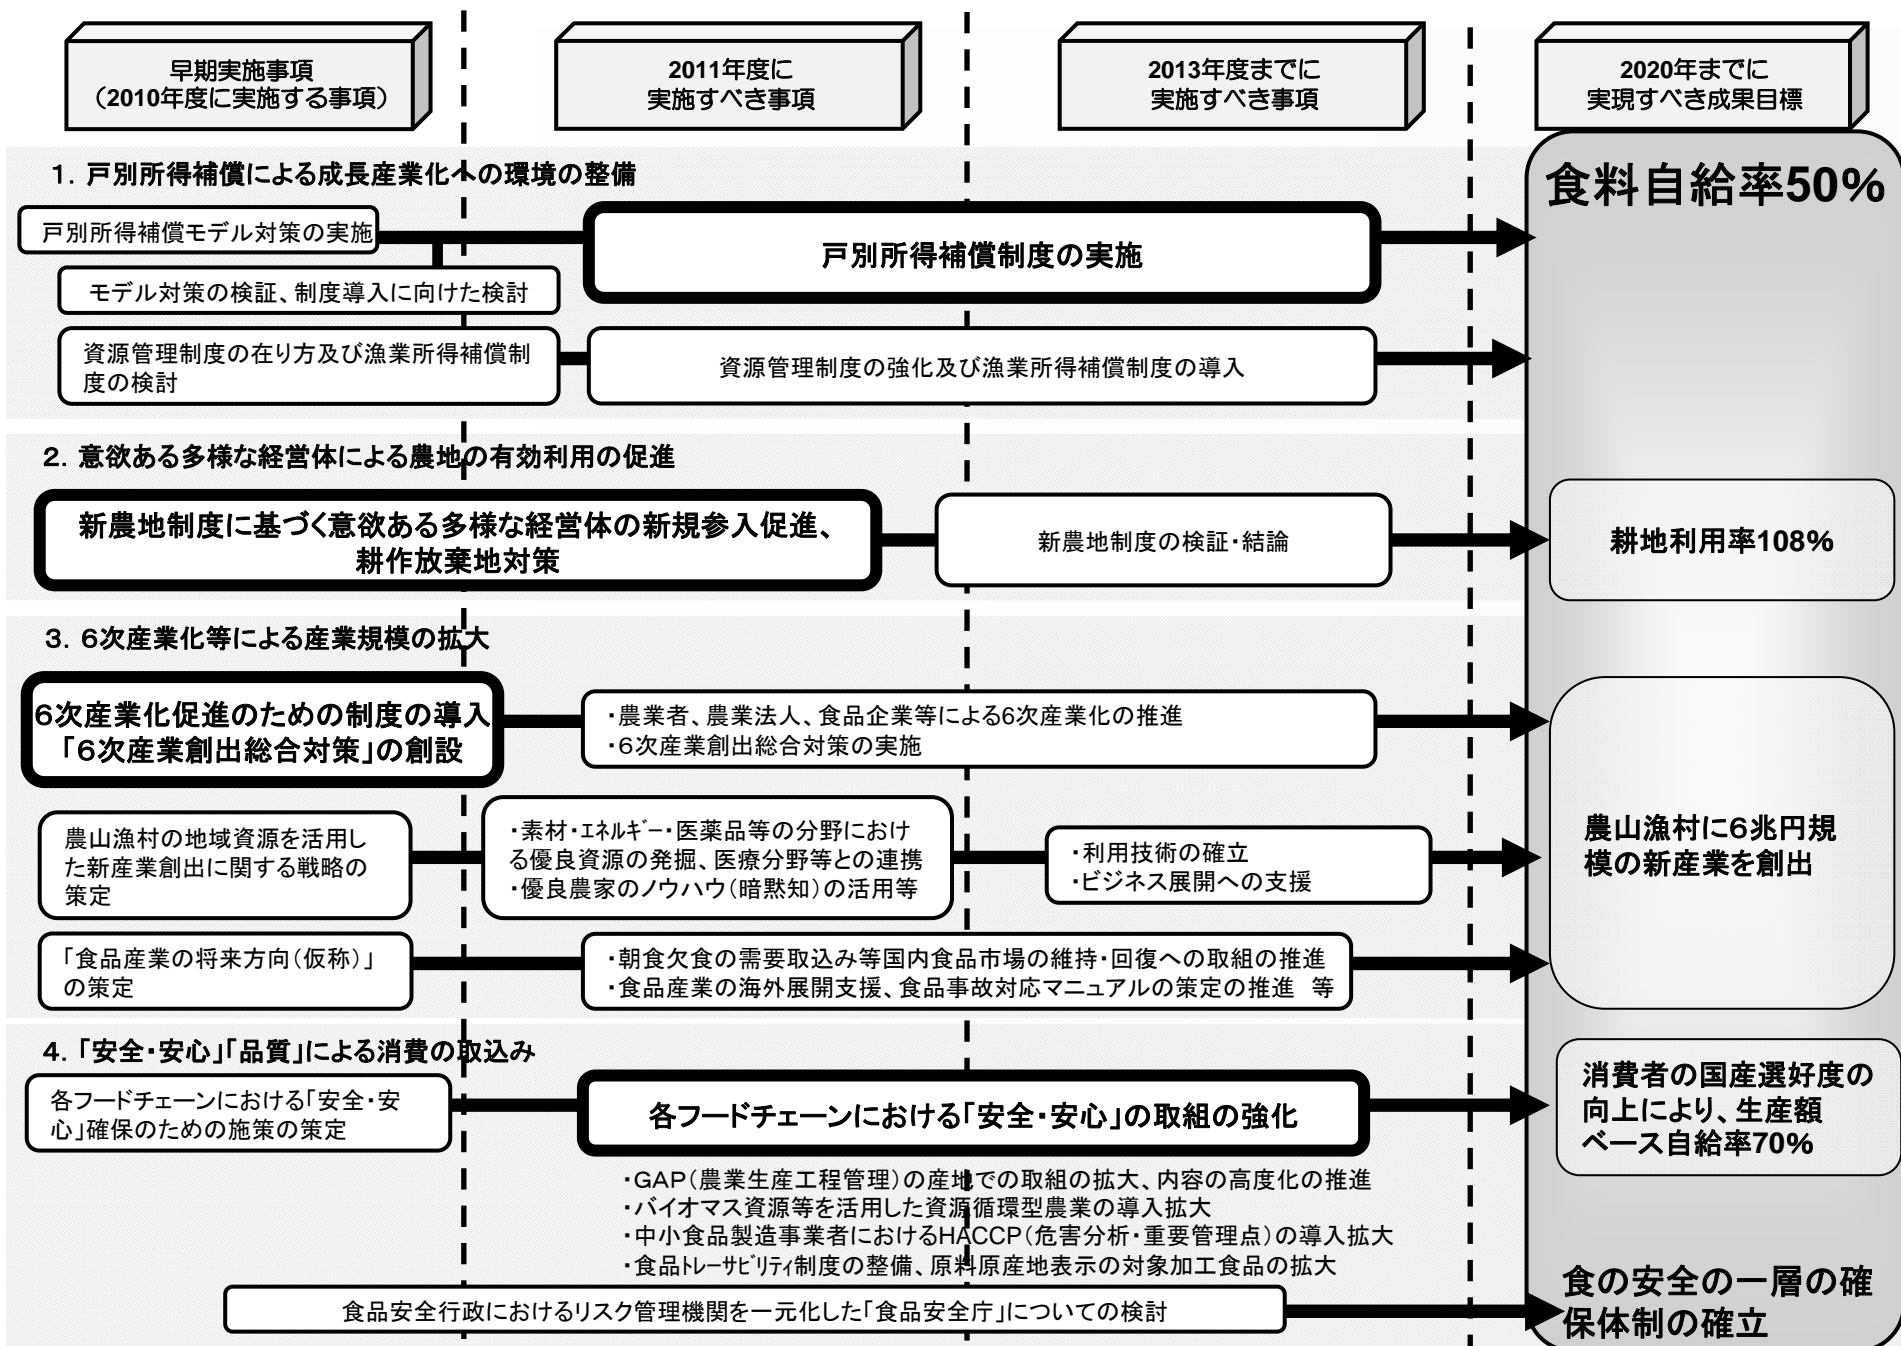 早期実施事項
（2010年度に実施する事項）
2011年度に
実施すべき事項
2013年度までに
実施すべき事項
2020年までに
実現すべき成果目標
1．戸別所得補償による成長産業化への環境の整備
戸別所得補償モデル対策の実施
モデル対策の検証、制度導入に向けた検討
戸別所得補償制度の実施
資源管理制度の在り方及び漁業所得補償制
度の検討
資源管理制度の強化及び漁業所得補償制度の導入
食料自給率50%
2．意欲ある多様な経営体による農地の有効利用の促進
新農地制度に基づく意欲ある多様な経営体の新規参入促進、
耕作放棄地対策
新農地制度の検証・結論
耕地利用率108%
3．6次産業化等による産業規模の拡大
6次産業化促進のための制度の導入
「6次産業創出総合対策」の創設
・農業者、農業法人、食品企業等による6次産業化の推進
・6次産業創出総合対策の実施
農山漁村の地域資源を活用し
た新産業創出に関する戦略の
策定
・素材・ｴﾈﾙｷﾞｰ・医薬品等の分野におけ
る優良資源の発掘、医療分野等との連携
・優良農家のノウハウ（暗黙知）の活用等
・利用技術の確立
・ビジネス展開への支援
農山漁村に6兆円規
模の新産業を創出
「食品産業の将来方向（仮称）」
の策定
・朝食欠食の需要取込み等国内食品市場の維持・回復への取組の推進
・食品産業の海外展開支援、食品事故対応マニュアルの策定の推進　等
4．「安全・安心」「品質」による消費の取込み
各フードチェーンにおける「安全・安
心」確保のための施策の策定
各フードチェーンにおける「安全・安心」の取組の強化
消費者の国産選好度の
向上により、生産額
ベース自給率70%
・GAP（農業生産工程管理）の産地での取組の拡大、内容の高度化の推進
・バイオマス資源等を活用した資源循環型農業の導入拡大
・中小食品製造事業者におけるHACCP（危害分析・重要管理点）の導入拡大
・食品ﾄﾚｰｻﾋﾞﾘﾃｨ制度の整備、原料原産地表示の対象加工食品の拡大
食品安全行政におけるリスク管理機関を一元化した「食品安全庁」についての検討
食の安全の一層の確
保体制の確立